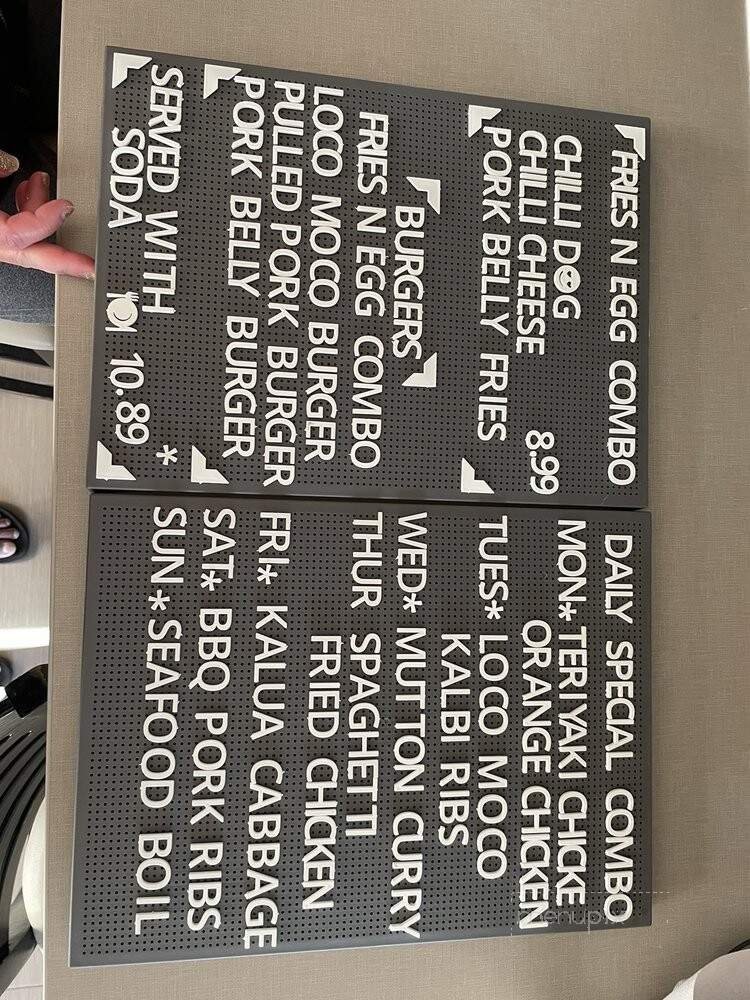 FRIES N EGG COMBO
CHILLI DOG
CHILLI CHEESE 8.99
PORK BELLY FRIES
BURGERS
FRIES N EGG COMBO
LOCO MOCO BURGER
PULLED PORK BURGER
PORK BELLY BURGER
*
SERVED WITH
SODA 10.89
DAILY SPECIAL COMBO
MON* TERIYAKI CHICKE
ORANGE CHICKEN
TUES* LOCO MOCO
KALBI RIBS
WED* MUTTON CURRY
THUR SPAGHETTI
FRIED CHICKEN
FRI* KALUA CABBAGE
SAT* BBQ PORK RIBS
SUN* SEAFOOD BOIL